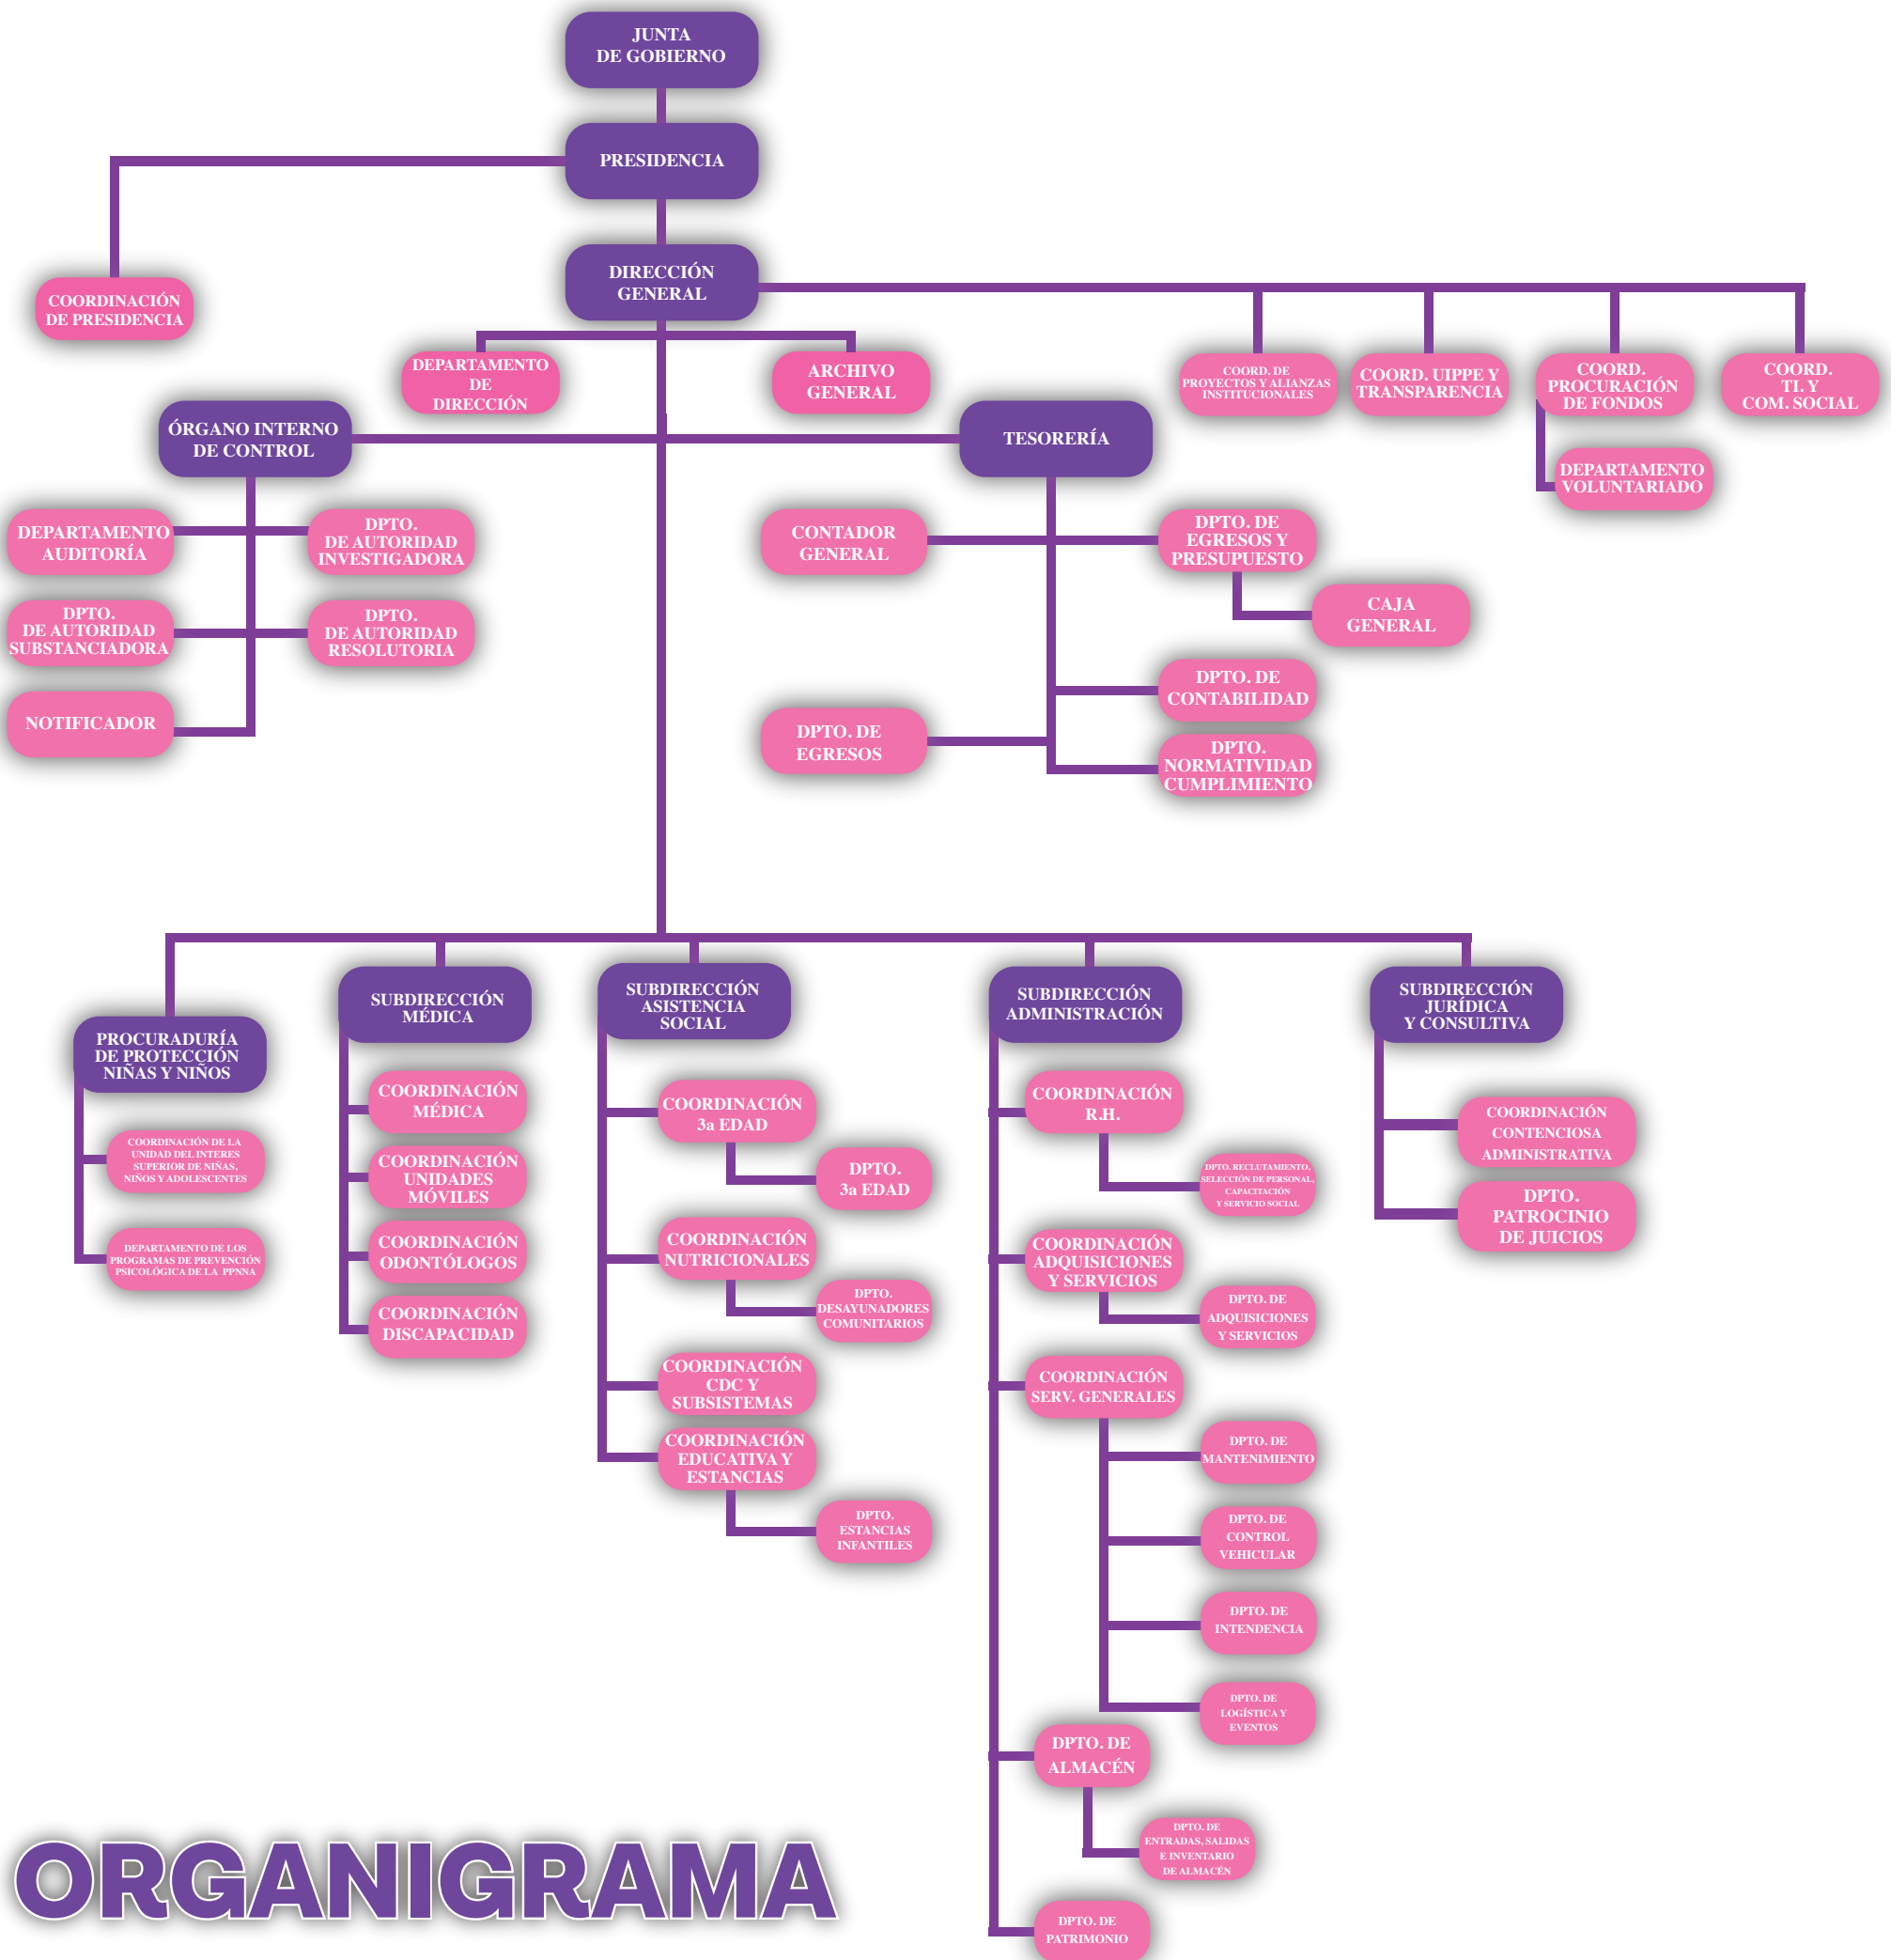 JUNTA
DE GOBIERNO
PRESIDENCIA
DIRECCIÓN
GENERAL
COORDINACIÓN
DE PRESIDENCIA
DEPARTAMENTO
DE
DIRECCIÓN
ARCHIVO
GENERAL
COORD. DE
PROYECTOS Y ALIANZAS
INSTITUCIONALES
COORD. UIPPE Y
TRANSPARENCIA
COORD.
PROCURACIÓN
DE FONDOS
COORD.
TI. Y
COM. SOCIAL
DEPARTAMENTO
VOLUNTARIADO
ÓRGANO INTERNO
DE CONTROL
TESORERÍA
DEPARTAMENTO
AUDITORÍA
DPTO.
DE AUTORIDAD
INVESTIGADORA
DPTO.
DE AUTORIDAD
SUBSTANCIADORA
DPTO.
DE AUTORIDAD
RESOLUTORIA
NOTIFICADOR
CONTADOR
GENERAL
DPTO. DE
EGRESOS Y
PRESUPUESTO
CAJA
GENERAL
DPTO. DE
CONTABILIDAD
DPTO. DE
EGRESOS
DPTO.
NORMATIVIDAD
CUMPLIMIENTO
PROCURADURÍA
DE PROTECCIÓN
NIÑAS Y NIÑOS
COORDINACIÓN DE LA
UNIDAD DEL INTERES
SUPERIOR DE NIÑAS,
NIÑOS Y ADOLESCENTES
DEPARTAMENTO DE LOS
PROGRAMAS DE PREVENCIÓN
PSICOLÓGICA DE LA PPNNA
SUBDIRECCIÓN
MÉDICA
COORDINACIÓN
MÉDICA
COORDINACIÓN
UNIDADES
MÓVILES
COORDINACIÓN
ODONTÓLOGOS
COORDINACIÓN
DISCAPACIDAD
SUBDIRECCIÓN
ASISTENCIA
SOCIAL
COORDINACIÓN
3a EDAD
DPTO.
3a EDAD
COORDINACIÓN
NUTRICIONALES
DPTO.
DESAYUNADORES
COMUNITARIOS
COORDINACIÓN
CDC Y
SUBSISTEMAS
COORDINACIÓN
EDUCATIVA Y
ESTANCIAS
DPTO.
ESTANCIAS
INFANTILES
SUBDIRECCIÓN
ADMINISTRACIÓN
COORDINACIÓN
R.H.
DPTO. RECLUTAMIENTO,
SELECCIÓN DE PERSONAL,
CAPACITACIÓN
Y SERVICIO SOCIAL
COORDINACIÓN
ADQUISICIONES
Y SERVICIOS
DPTO. DE
ADQUISICIONES
Y SERVICIOS
COORDINACIÓN
SERV. GENERALES
DPTO. DE
MANTENIMIENTO
DPTO. DE
CONTROL
VEHICULAR
DPTO. DE
INTENDENCIA
DPTO. DE
LOGÍSTICA Y
EVENTOS
DPTO. DE
ALMACÉN
DPTO. DE
ENTRADAS, SALIDAS
E INVENTARIO
DE ALMACÉN
DPTO. DE
PATRIMONIO
SUBDIRECCIÓN
JURÍDICA
Y CONSULTIVA
COORDINACIÓN
CONTENCIOSA
ADMINISTRATIVA
DPTO.
PATROCINIO
DE JUICIOS
ORGANIGRAMA